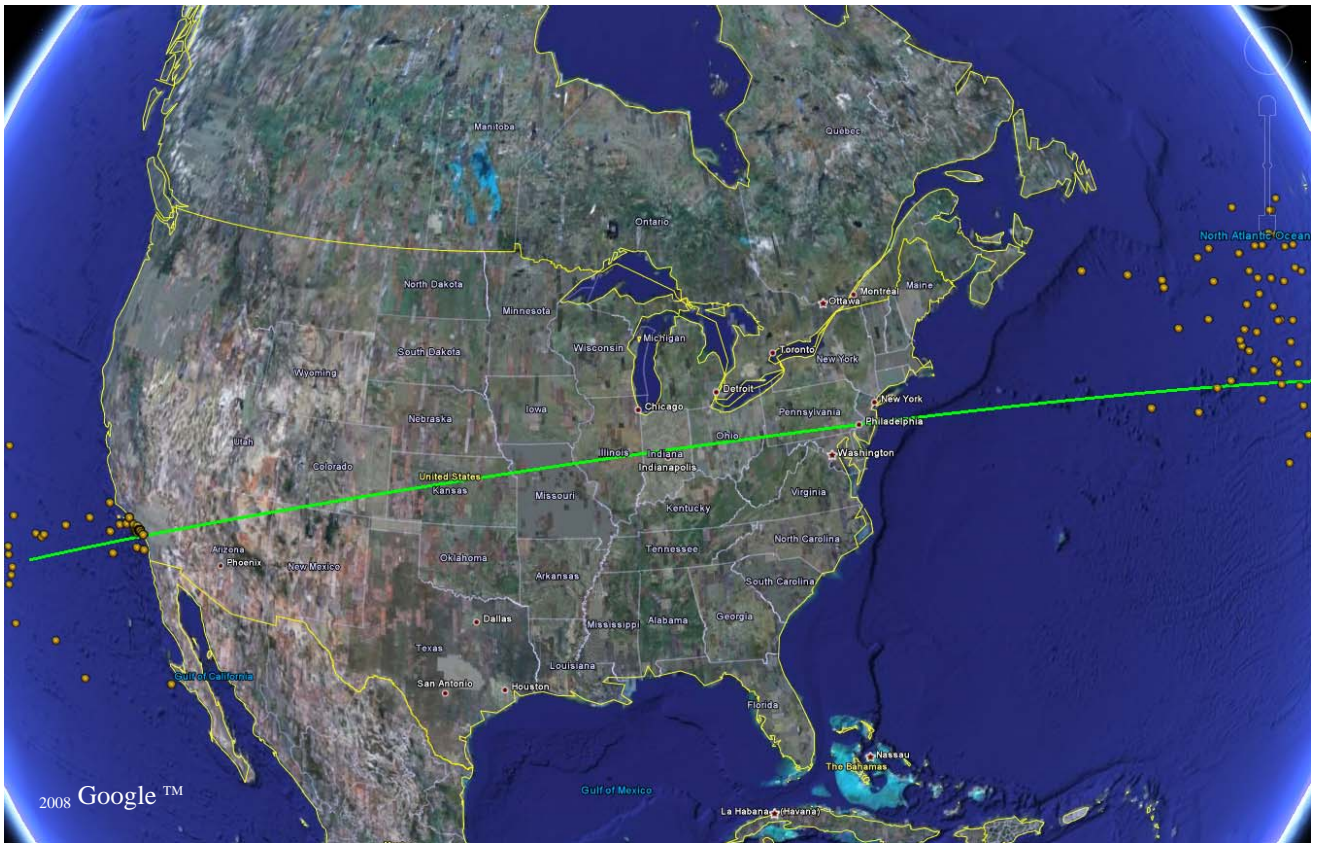 Manitoba
Québec
Ontario
North Atlantic Ocean
North Dakota
Montréal
Maine
Ottawa
Minnesota
Michigan
Wisconsin
South Dakota
Toronto
New York
Wyoming
Detroit
Nebraska
Iowa
Chicago
New York
Pennsylvania
Philadelphia
Utah
Ohio
Illinois
Indiana
Washington
Colorado
Indianapolis
United States
Kansas
Missouri
Virginia
Kentucky
North Carolina
Arizona
Phoenix
New Mexico
Oklahoma
Tennessee
Arkansas
South Carolina
Mississippi
Alabama
Georgia
Dallas
Texas
Louisiana
Gulf of California
San Antonio
Houston
Florida
Nassau
The Bahamas
Gulf of Mexico
2008 Google ™
La Habana (Havana)